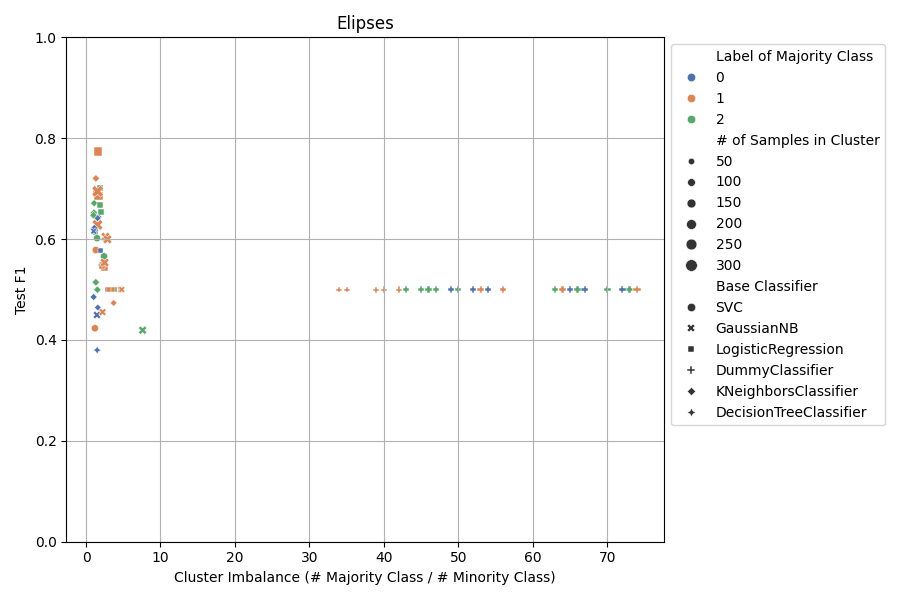 Elipses
1.0
0.8
0.6
0.4
0.2
0.0
Test F1
0 10 20 30 40 50 60 70
Cluster Imbalance (# Majority Class / # Minority Class)
Label of Majority Class
0
1
2
# of Samples in Cluster
50
100
150
200
250
300
Base Classifier
SVC
GaussianNB
LogisticRegression
DummyClassifier
KNeighborsClassifier
DecisionTreeClassifier